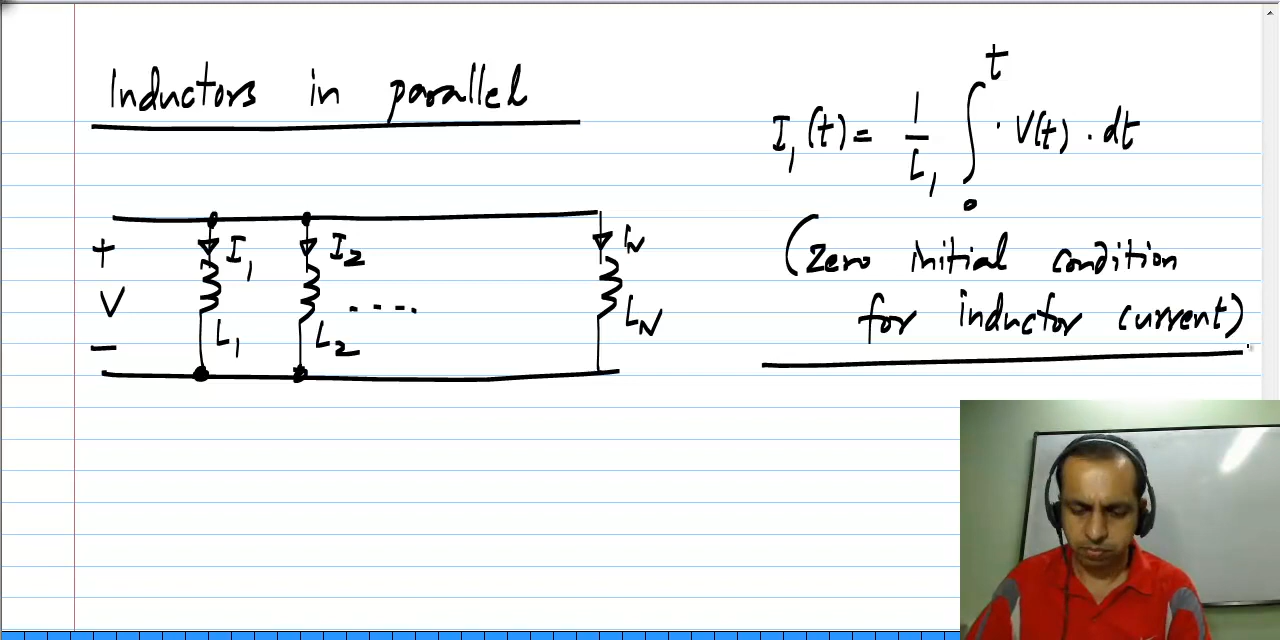 Inductors in parallel
I₁(t) = 1/L₁ ∫₀ᵗ · V(t) · dt
(Zero initial condition
for inductor current)
+ I₁ I₂ IN
V ....
− L₁ L₂ LN